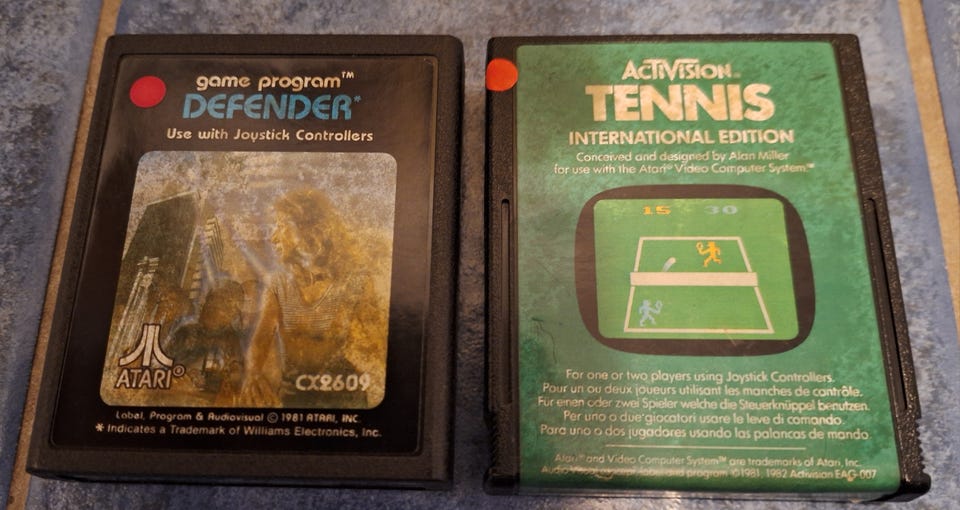 game program™
DEFENDER*
Use with Joystick Controllers
ATARI®
CX2609
Label, Program & Audiovisual © 1981 ATARI, INC.
* Indicates a Trademark of Williams Electronics, Inc.
ACTIVISION™
TENNIS
INTERNATIONAL EDITION
Conceived and designed by Alan Miller
for use with the Atari® Video Computer System™
15 30
For one or two players using Joystick Controllers.
Pour un ou deux joueurs utilisant les manches de contrôle.
Für einen oder zwei Spieler welche die Steuerknüppel benutzen.
Per uno o due giocatori usare le leve di comando.
Para uno o dos jugadores usando las palancas de mando.
Atari® and Video Computer System™ are trademarks of Atari, Inc.
program ©1981, 1982 Activision EAG-007